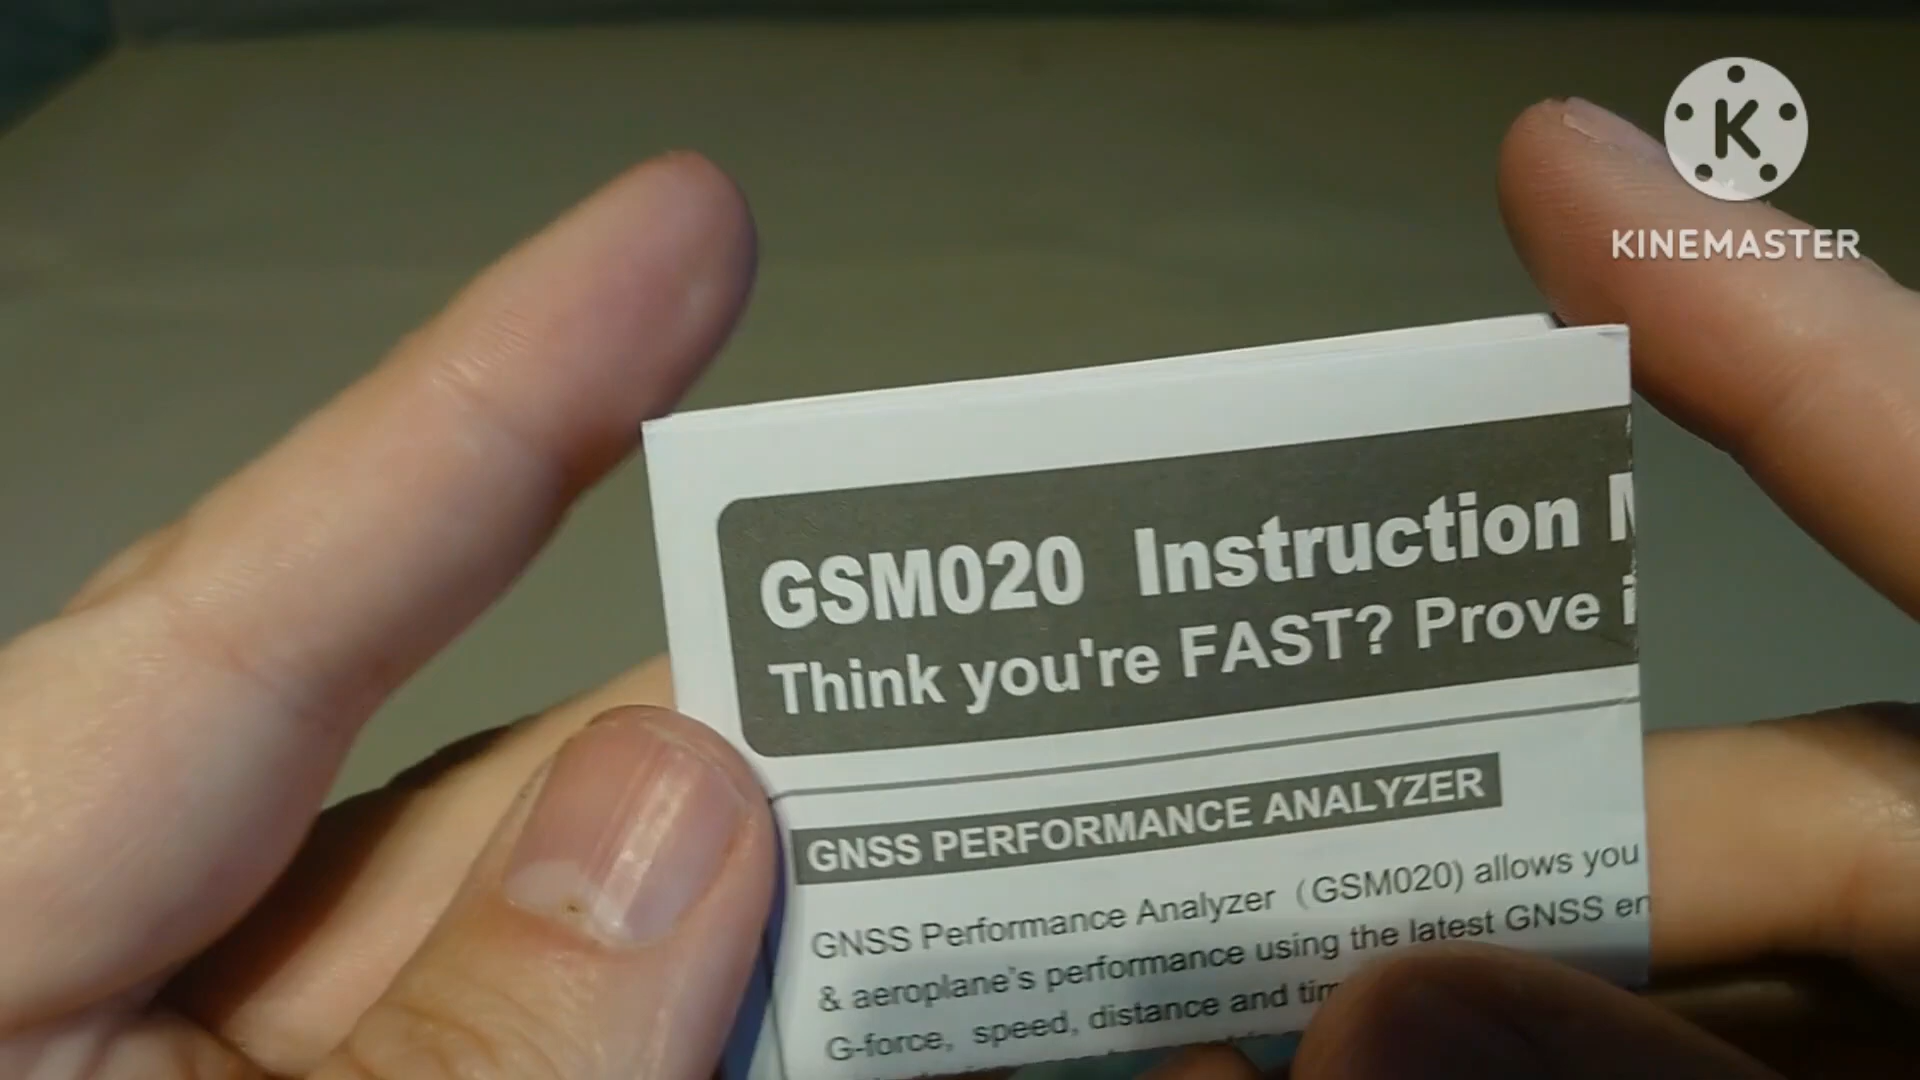 K
KINEMASTER
GSM020 Instruction
Think you're FAST? Prove
GNSS PERFORMANCE ANALYZER
GNSS Performance Analyzer (GSM020) allows you
& aeroplane's performance using the latest GNSS
G-force, speed, distance and